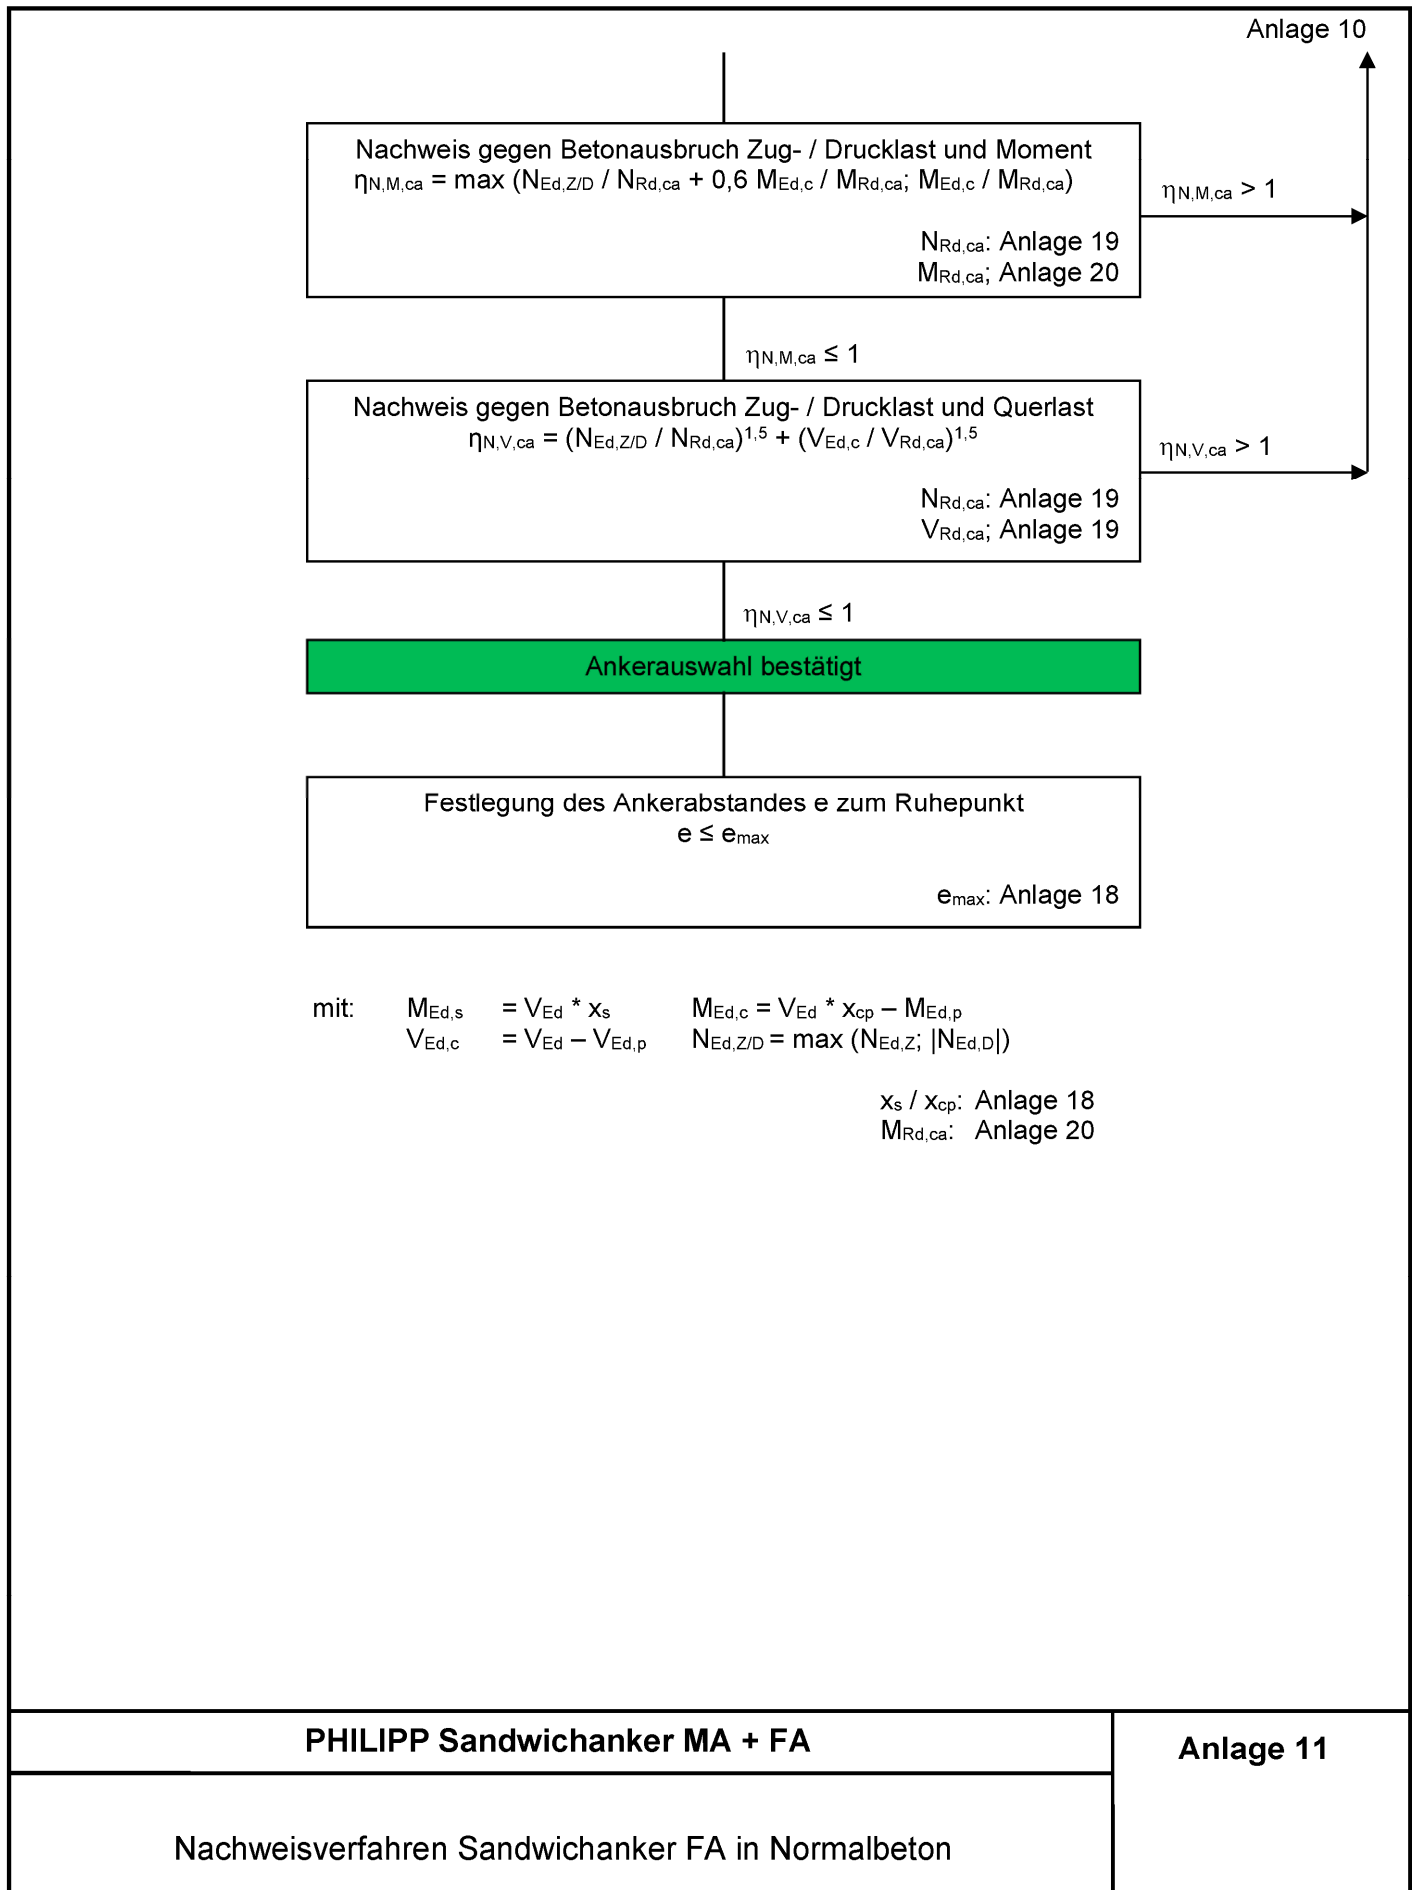 Anlage 10
Nachweis gegen Betonausbruch Zug- / Drucklast und Moment
ηN,M,ca = max (NEd,Z/D / NRd,ca + 0,6 MEd,c / MRd,ca; MEd,c / MRd,ca)
ηN,M,ca > 1
NRd,ca: Anlage 19
MRd,ca; Anlage 20
ηN,M,ca ≤ 1
Nachweis gegen Betonausbruch Zug- / Drucklast und Querlast
ηN,V,ca = (NEd,Z/D / NRd,ca)1,5 + (VEd,c / VRd,ca)1,5
ηN,V,ca > 1
NRd,ca: Anlage 19
VRd,ca; Anlage 19
ηN,V,ca ≤ 1
Ankerauswahl bestätigt
Festlegung des Ankerabstandes e zum Ruhepunkt
e ≤ emax
emax: Anlage 18
mit: MEd,s = VEd * xs MEd,c = VEd * xcp – MEd,p
VEd,c = VEd – VEd,p NEd,Z/D = max (NEd,Z; |NEd,D|)
xs / xcp: Anlage 18
MRd,ca: Anlage 20
PHILIPP Sandwichanker MA + FA
Anlage 11
Nachweisverfahren Sandwichanker FA in Normalbeton